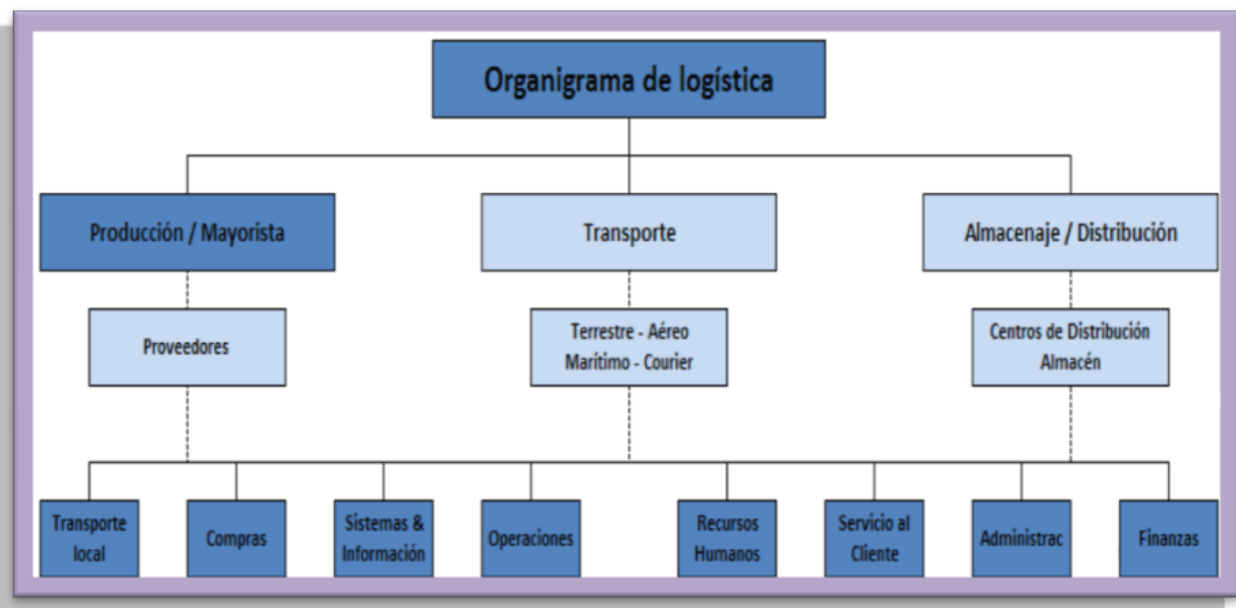 Organigrama de logística
Producción / Mayorista
Transporte
Almacenaje / Distribución
Proveedores
Terrestre - Aéreo
Marítimo - Courier
Centros de Distribución
Almacén
Transporte
local
Compras
Sistemas &
Información
Operaciones
Recursos
Humanos
Servicio al
Cliente
Administrac
Finanzas